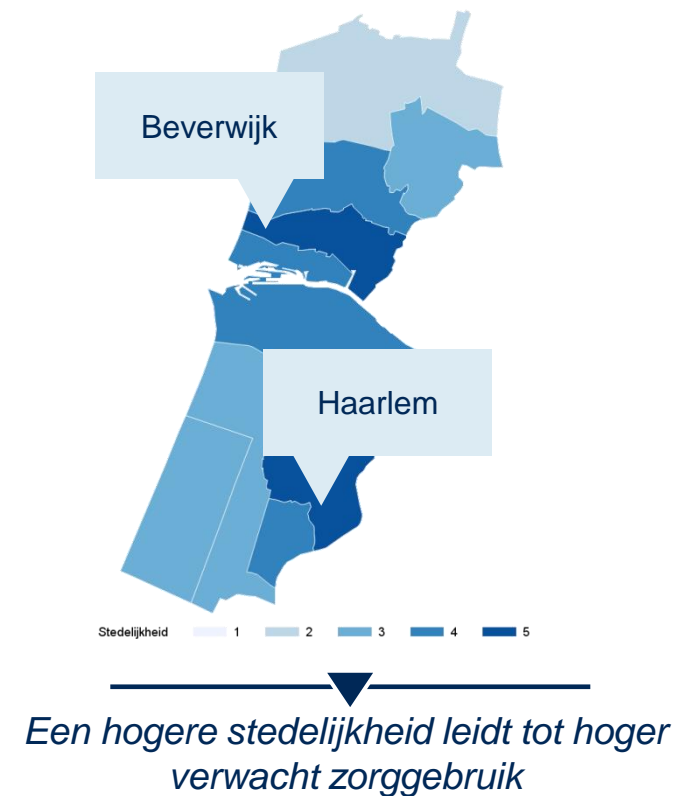 Beverwijk
Haarlem
Stedelijkheid 1 2 3 4 5
Een hogere stedelijkheid leidt tot hoger
verwacht zorggebruik